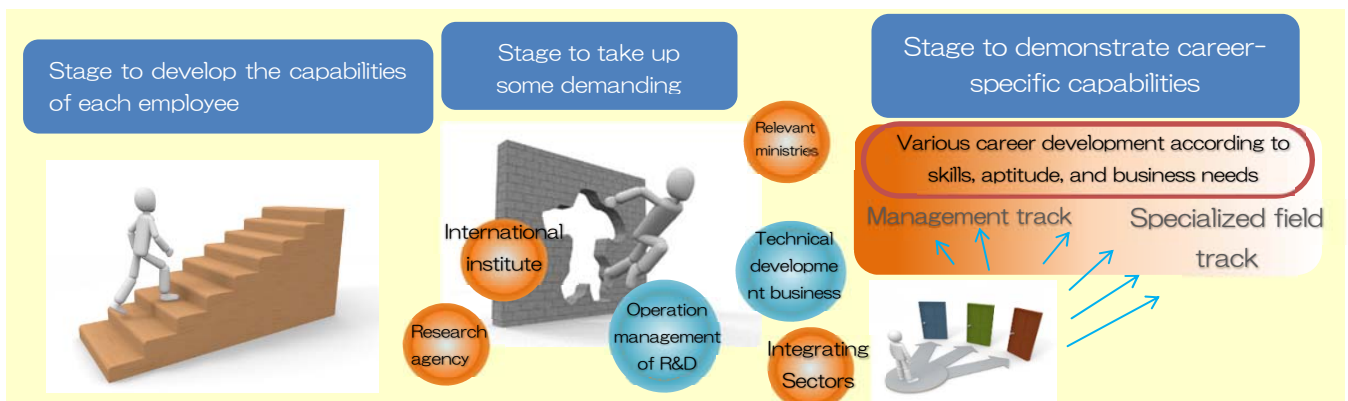 Stage to develop the capabilities
of each employee
Stage to take up
some demanding
Stage to demonstrate career-
specific capabilities
Relevant
ministries
International
institute
Technical
developme
nt business
Research
agency
Operation
management
of R&D
Integrating
Sectors
Various career development according to
skills, aptitude, and business needs
Management track
Specialized field
track